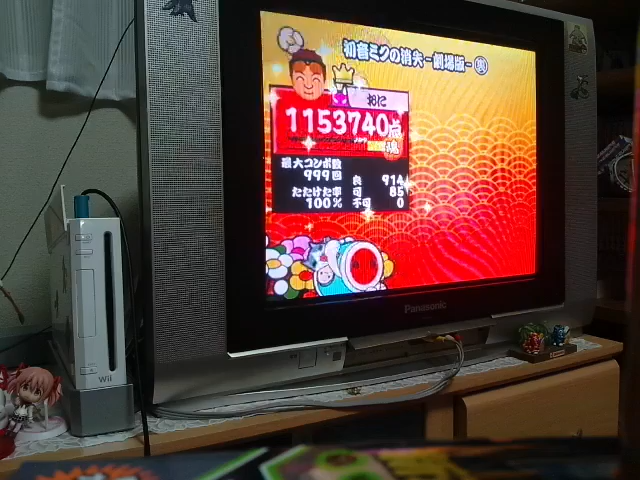 初音ミクの消失-劇場版- 裏
おに
1153740点
魂
最大コンボ数
999回
良 914
たたけた率
可 85
100%
不可 0
Panasonic
Wii